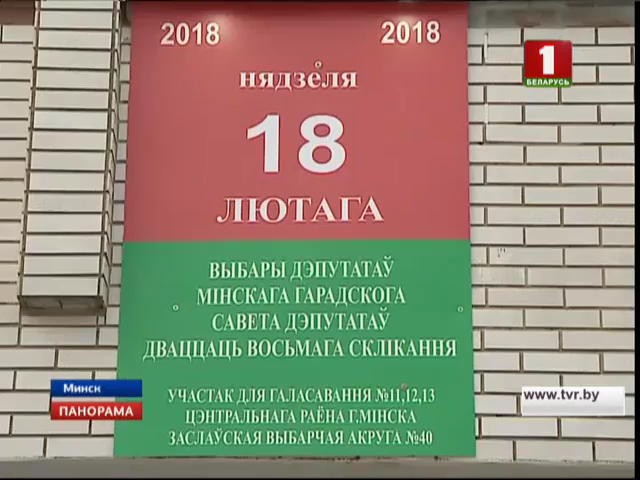 2018 2018
нядзеля
18
ЛЮТАГА
ВЫБАРЫ ДЭПУТАТАЎ
МІНСКАГА ГАРАДСКОГА
САВЕТА ДЭПУТАТАЎ
ДВАЦЦАЦЬ ВОСЬМАГА СКЛІКАННЯ
УЧАСТАК ДЛЯ ГАЛАСАВАННЯ №11,12,13
ЦЭНТРАЛЬНАГА РАЁНА Г.МІНСКА
ЗАСЛАЎСКАЯ ВЫБАРЧАЯ АКРУГА №40
1
БЕЛАРУСЬ
Минск
ПАНОРАМА
www.tvr.by